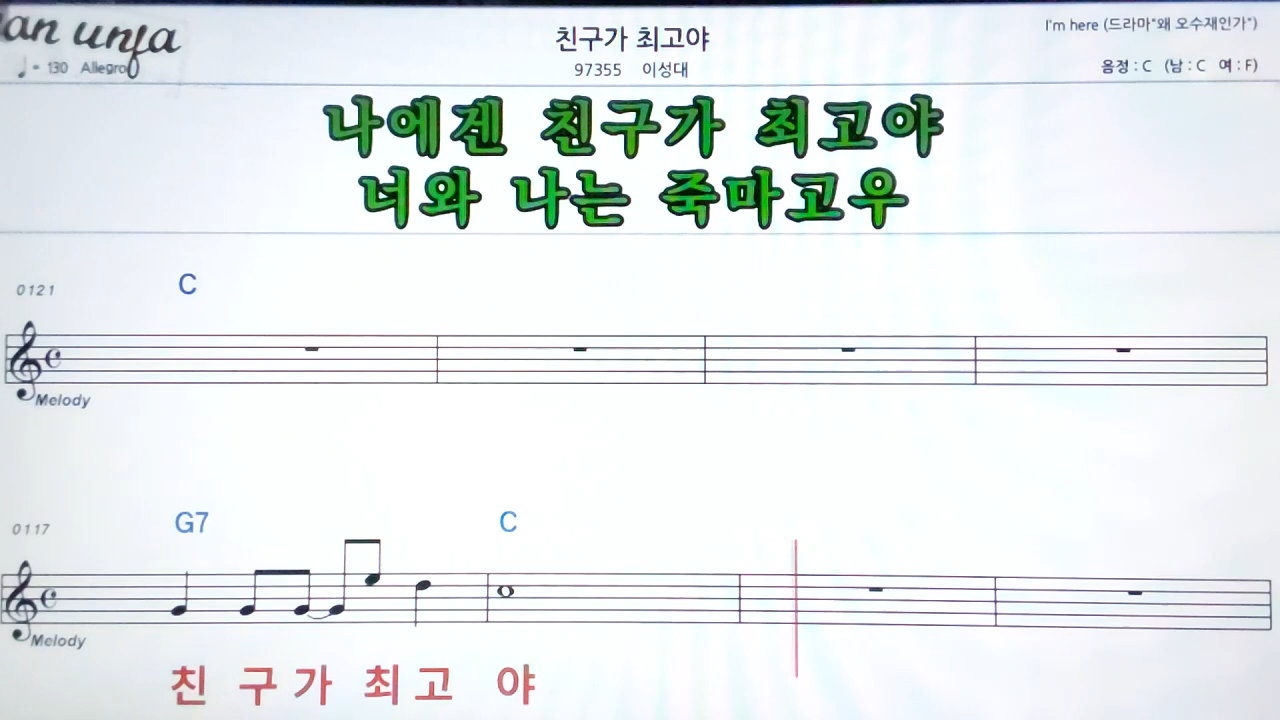 an unfa
♩= 130 Allegro
친구가 최고야
97355 이성대
I'm here (드라마"왜 오수재인가")
음정 : C (남 : C 여 : F)
나에겐 친구가 최고야
너와 나는 죽마고우
0121 C
Melody
0117 G7 C
Melody
친 구 가 최 고 야